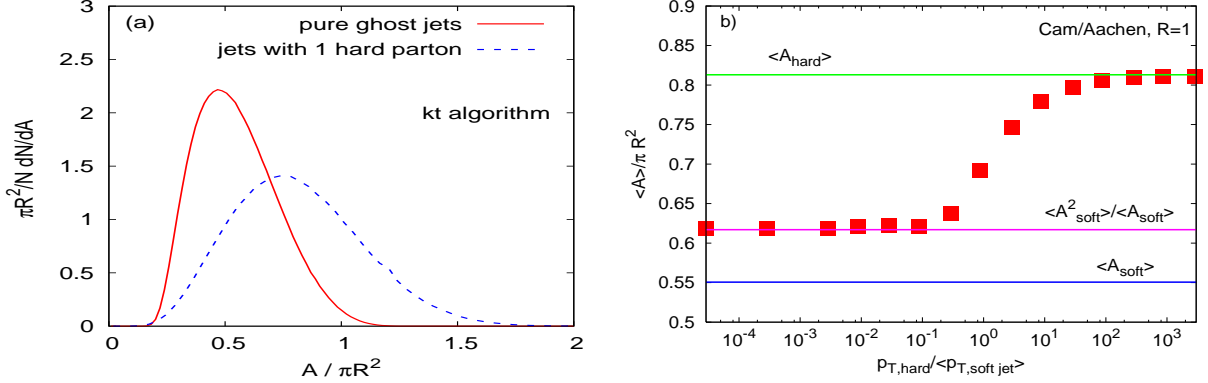 (a)
pure ghost jets
jets with 1 hard parton
kt algorithm
πR²/N dN/dA
3
2.5
2
1.5
1
0.5
0
0 0.5 1 1.5 2
A / πR²
b)
Cam/Aachen, R=1
<A_hard>
<A²_soft>/<A_soft>
<A_soft>
<A>/π R²
0.9
0.85
0.8
0.75
0.7
0.65
0.6
0.55
0.5
10⁻⁴ 10⁻³ 10⁻² 10⁻¹ 10⁰ 10¹ 10² 10³
p_T,hard/<p_T,soft jet>